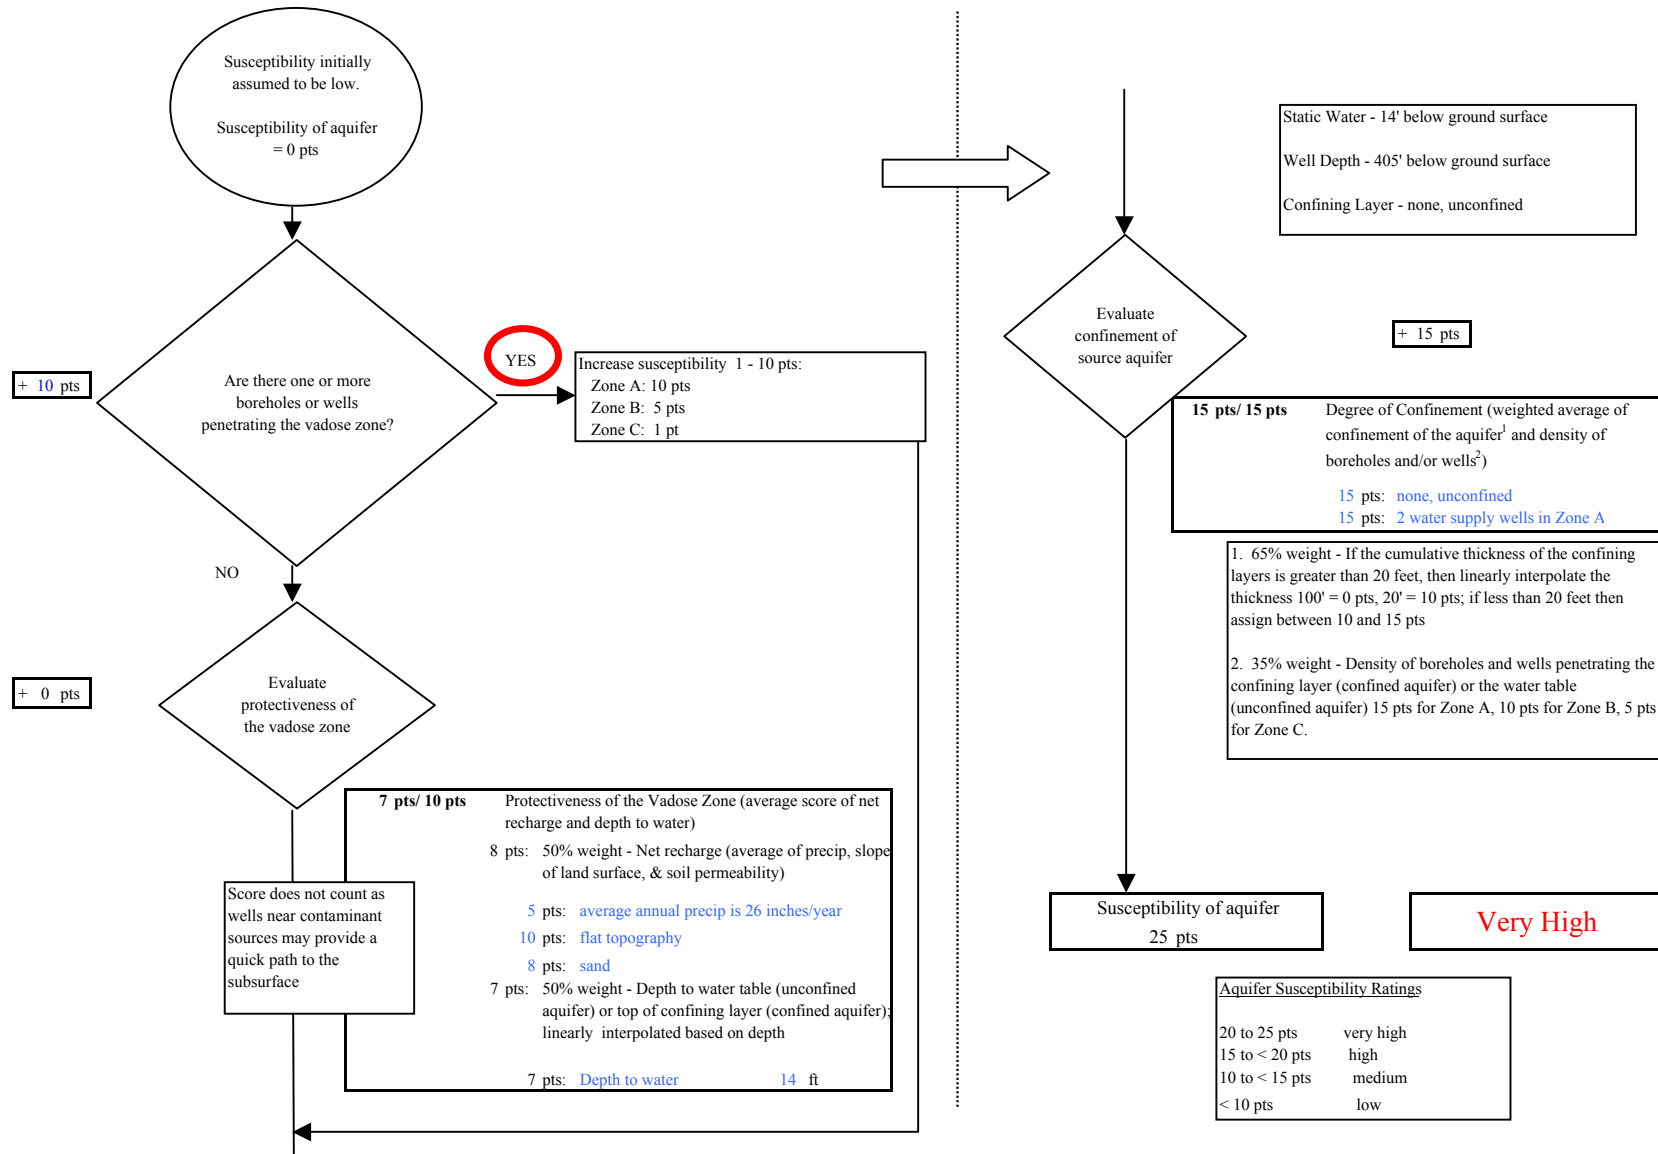 Susceptibility initially
assumed to be low.
Susceptibility of aquifer
= 0 pts
+ 10 pts
Are there one or more
boreholes or wells
penetrating the vadose zone?
YES
Increase susceptibility 1 - 10 pts:
Zone A: 10 pts
Zone B: 5 pts
Zone C: 1 pt
NO
+ 0 pts
Evaluate
protectiveness of
the vadose zone
7 pts/ 10 pts Protectiveness of the Vadose Zone (average score of net
recharge and depth to water)
8 pts: 50% weight - Net recharge (average of precip, slope
of land surface, & soil permeability)
5 pts: average annual precip is 26 inches/year
10 pts: flat topography
8 pts: sand
7 pts: 50% weight - Depth to water table (unconfined
aquifer) or top of confining layer (confined aquifer);
linearly interpolated based on depth
7 pts: Depth to water 14 ft
Score does not count as
wells near contaminant
sources may provide a
quick path to the
subsurface
Static Water - 14' below ground surface
Well Depth - 405' below ground surface
Confining Layer - none, unconfined
Evaluate
confinement of
source aquifer
+ 15 pts
15 pts/ 15 pts Degree of Confinement (weighted average of
confinement of the aquifer1 and density of
boreholes and/or wells2)
15 pts: none, unconfined
15 pts: 2 water supply wells in Zone A
1. 65% weight - If the cumulative thickness of the confining
layers is greater than 20 feet, then linearly interpolate the
thickness 100' = 0 pts, 20' = 10 pts; if less than 20 feet then
assign between 10 and 15 pts
2. 35% weight - Density of boreholes and wells penetrating the
confining layer (confined aquifer) or the water table
(unconfined aquifer) 15 pts for Zone A, 10 pts for Zone B, 5 pts
for Zone C.
Susceptibility of aquifer
25 pts
Very High
Aquifer Susceptibility Ratings
20 to 25 pts very high
15 to < 20 pts high
10 to < 15 pts medium
< 10 pts low